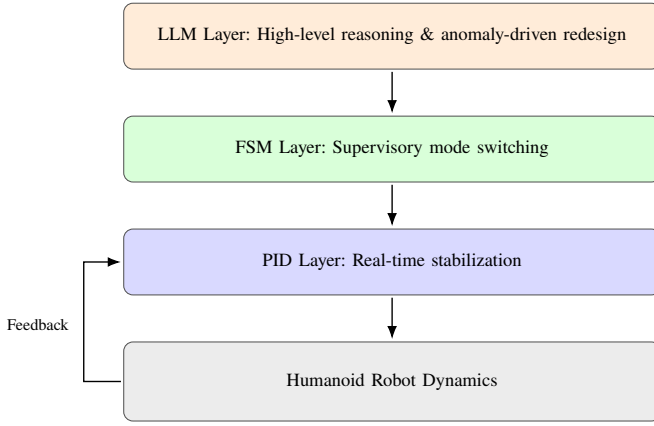 LLM Layer: High-level reasoning & anomaly-driven redesign
FSM Layer: Supervisory mode switching
PID Layer: Real-time stabilization
Feedback
Humanoid Robot Dynamics